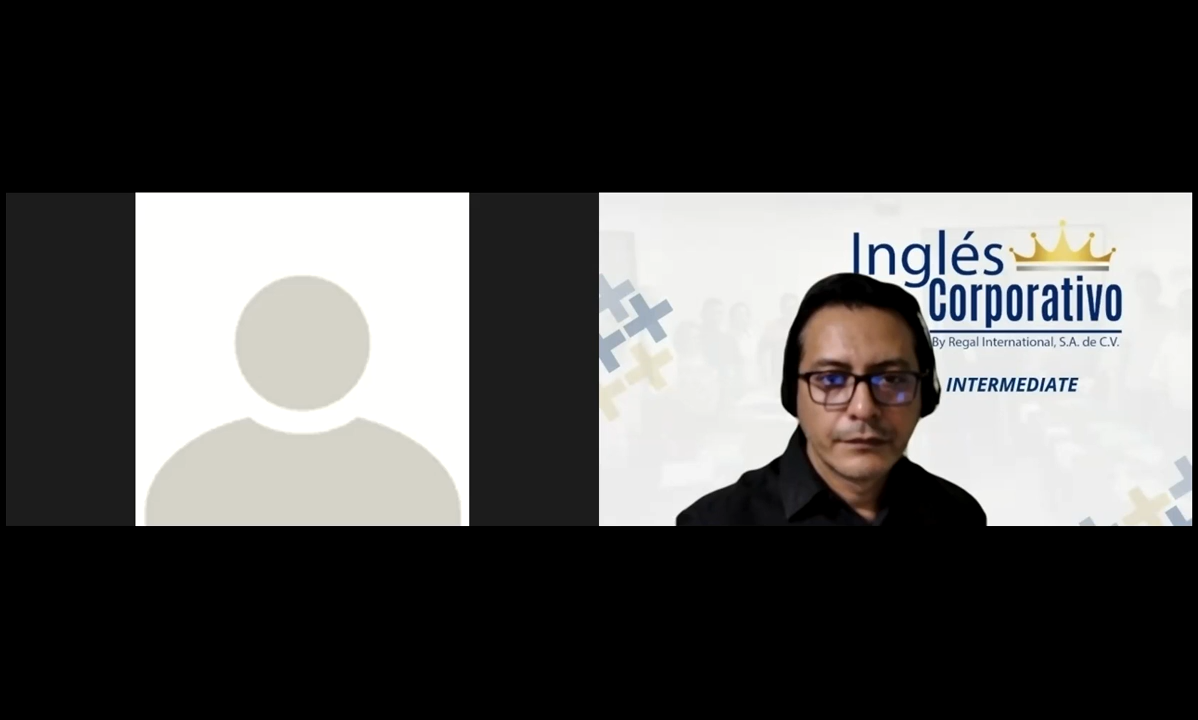 Inglés
Corporativo
By Regal International, S.A. de C.V.
INTERMEDIATE